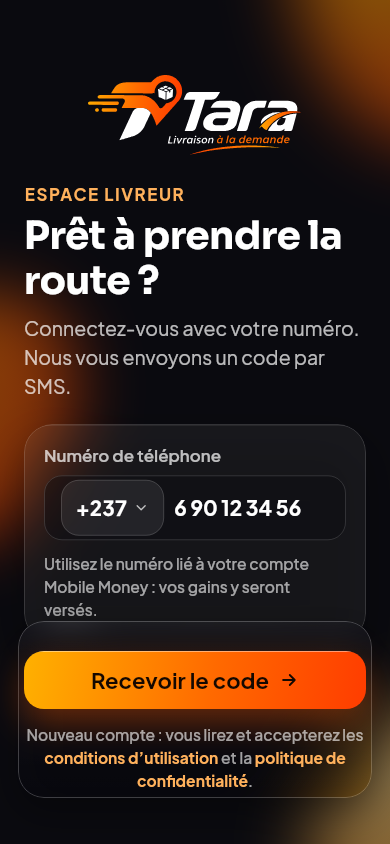 Tara
Livraison à la demande
ESPACE LIVREUR
Prêt à prendre la
route ?
Connectez-vous avec votre numéro.
Nous vous envoyons un code par
SMS.
Numéro de téléphone
+237 6 90 12 34 56
Utilisez le numéro lié à votre compte
Mobile Money : vos gains y seront
versés.
Recevoir le code →
Nouveau compte : vous lirez et accepterez les
conditions d’utilisation et la politique de
confidentialité.